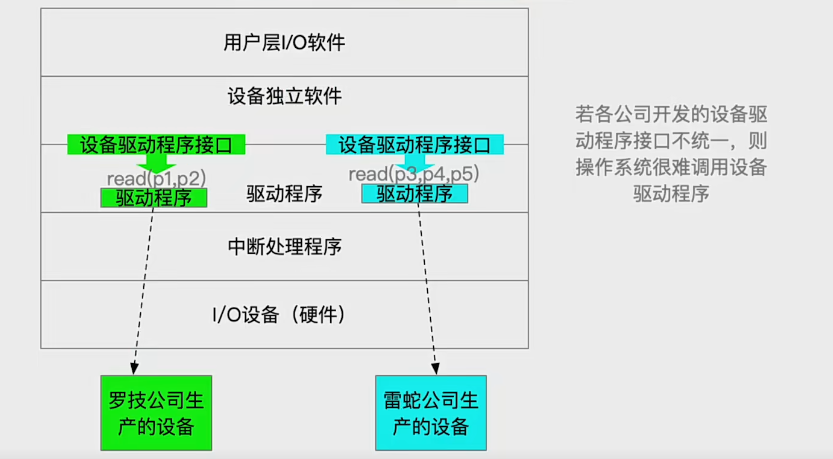 用户层I/O软件
设备独立软件
设备驱动程序接口
设备驱动程序接口
read(p1,p2)
read(p3,p4,p5)
驱动程序
驱动程序
驱动程序
中断处理程序
I/O设备（硬件）
罗技公司生
产的设备
雷蛇公司生
产的设备
若各公司开发的设备驱
动程序接口不统一，则
操作系统很难调用设备
驱动程序